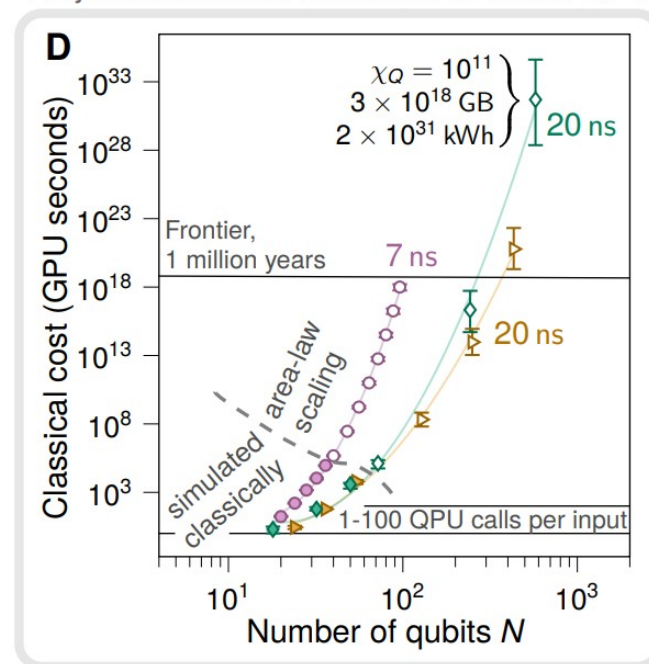 D
Classical cost (GPU seconds)
10³³
10²⁸
10²³
10¹⁸
10¹³
10⁸
10³
χ_Q = 10¹¹
3 × 10¹⁸ GB
2 × 10³¹ kWh
20 ns
Frontier,
1 million years
7 ns
20 ns
area-law
scaling
simulated
classically
1-100 QPU calls per input
10¹
10²
10³
Number of qubits N